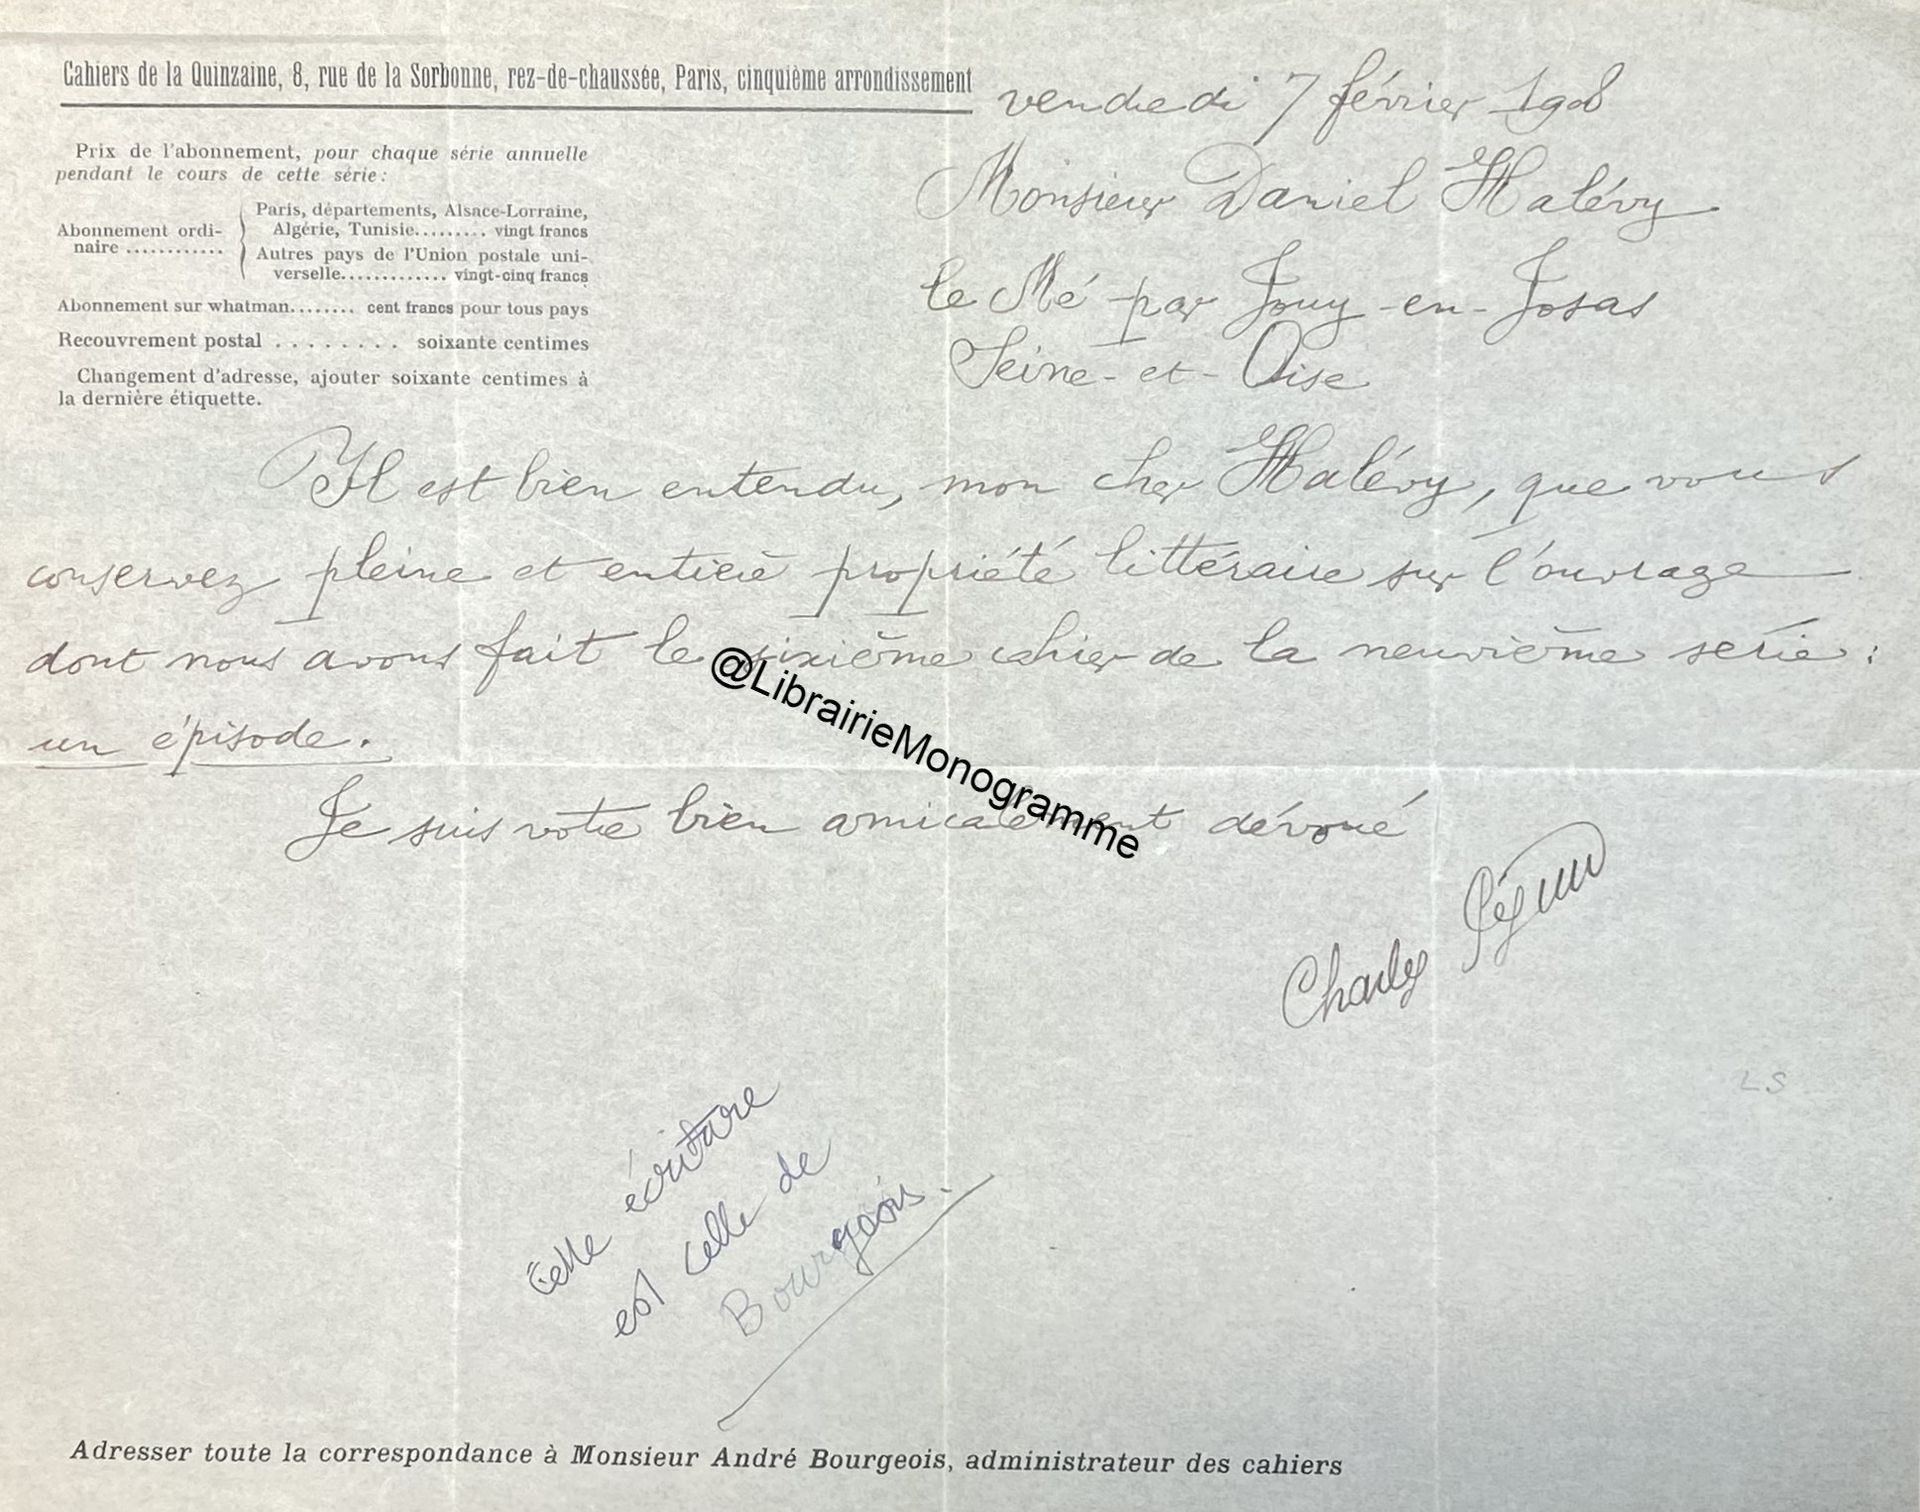 Cahiers de la Quinzaine, 8, rue de la Sorbonne, rez-de-chaussée, Paris, cinquième arrondissement
Prix de l'abonnement, pour chaque série annuelle
pendant le cours de cette série :
Abonnement ordi-
naire ............
Paris, départements, Alsace-Lorraine,
Algérie, Tunisie......... vingt francs
Autres pays de l'Union postale uni-
verselle............. vingt-cinq francs
Abonnement sur whatman........ cent francs pour tous pays
Recouvrement postal ........ soixante centimes
Changement d'adresse, ajouter soixante centimes à
la dernière étiquette.
vendredi 7 février 1908
Monsieur Daniel Halévy
le Mé par Jouy-en-Josas
Seine-et-Oise
Il est bien entendu, mon cher Halévy, que vous
conservez pleine et entière propriété littéraire sur l'ouvrage
dont nous avons fait le sixième cahier de la neuvième série :
un épisode.
Je suis votre bien amicalement dévoué
Charles Péguy
@LibrairieMonogramme
LS
Cette écriture
est celle de
Bourgeois.
Adresser toute la correspondance à Monsieur André Bourgeois, administrateur des cahiers